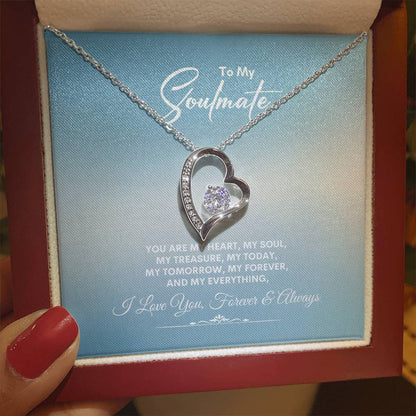 To My
Soulmate
YOU ARE MY HEART, MY SOUL,
MY TREASURE, MY TODAY,
MY TOMORROW, MY FOREVER,
AND MY EVERYTHING,
I Love You, Forever & Always